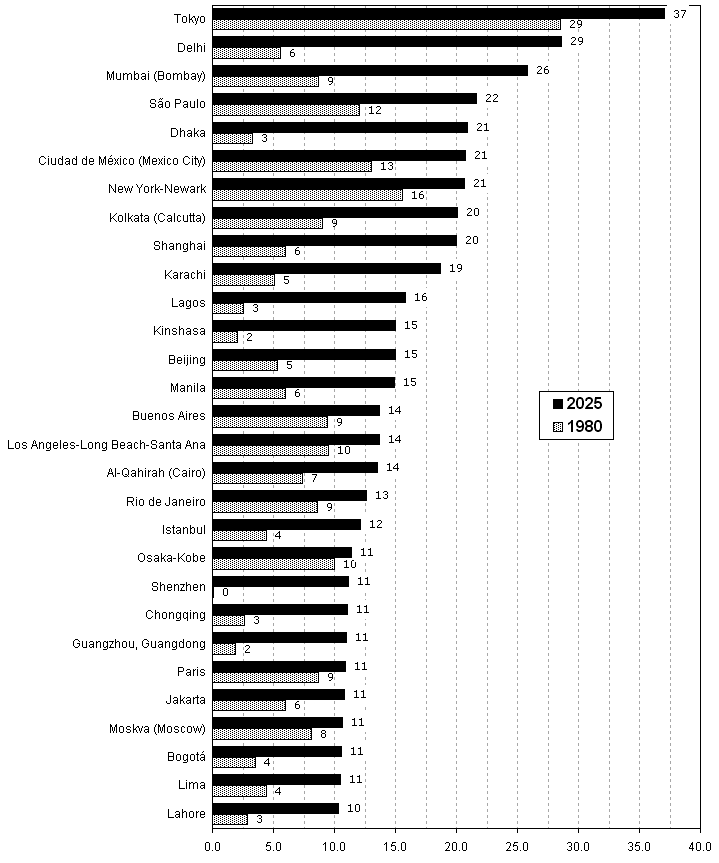 Tokyo 37
29
Delhi 29
6
Mumbai (Bombay) 26
9
São Paulo 22
12
Dhaka 21
3
Ciudad de México (Mexico City) 21
13
New York-Newark 21
16
Kolkata (Calcutta) 20
9
Shanghai 20
6
Karachi 19
5
Lagos 16
3
Kinshasa 15
2
Beijing 15
5
Manila 15
6
Buenos Aires 14
9
Los Angeles-Long Beach-Santa Ana 14
10
Al-Qahirah (Cairo) 14
7
Rio de Janeiro 13
9
Istanbul 12
4
Osaka-Kobe 11
10
Shenzhen 11
0
Chongqing 11
3
Guangzhou, Guangdong 11
2
Paris 11
9
Jakarta 11
6
Moskva (Moscow) 11
8
Bogotá 11
4
Lima 11
4
Lahore 10
3
2025
1980
0.0 5.0 10.0 15.0 20.0 25.0 30.0 35.0 40.0